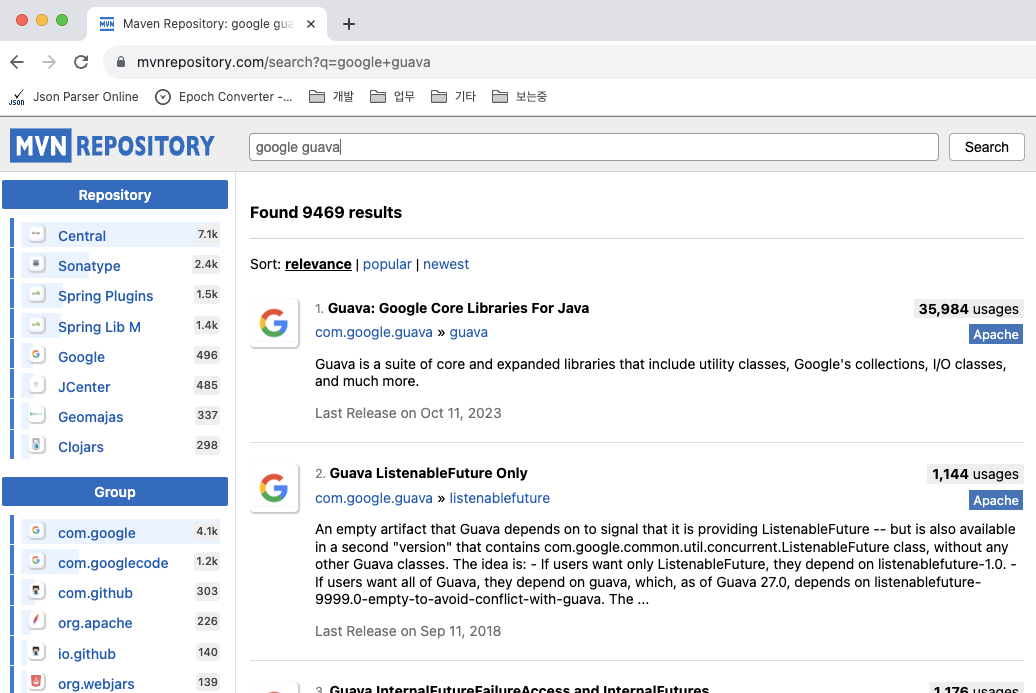 Maven Repository: google gua
mvnrepository.com/search?q=google+guava
Json Parser Online
Epoch Converter -...
개발
업무
기타
보는중
MVN REPOSITORY
google guava
Search
Repository
Central 7.1k
Sonatype 2.4k
Spring Plugins 1.5k
Spring Lib M 1.4k
Google 496
JCenter 485
Geomajas 337
Clojars 298
Group
com.google 4.1k
com.googlecode 1.2k
com.github 303
org.apache 226
io.github 140
org.webjars 139
Found 9469 results
Sort: relevance | popular | newest
1. Guava: Google Core Libraries For Java
35,984 usages
com.google.guava » guava
Apache
Guava is a suite of core and expanded libraries that include utility classes, Google's collections, I/O classes,
and much more.
Last Release on Oct 11, 2023
2. Guava ListenableFuture Only
1,144 usages
com.google.guava » listenablefuture
Apache
An empty artifact that Guava depends on to signal that it is providing ListenableFuture -- but is also available
in a second "version" that contains com.google.common.util.concurrent.ListenableFuture class, without any
other Guava classes. The idea is: - If users want only ListenableFuture, they depend on listenablefuture-1.0. -
If users want all of Guava, they depend on guava, which, as of Guava 27.0, depends on listenablefuture-
9999.0-empty-to-avoid-conflict-with-guava. The ...
Last Release on Sep 11, 2018
3. Guava InternalFutureFailureAccess and InternalFutures
1,176 usages